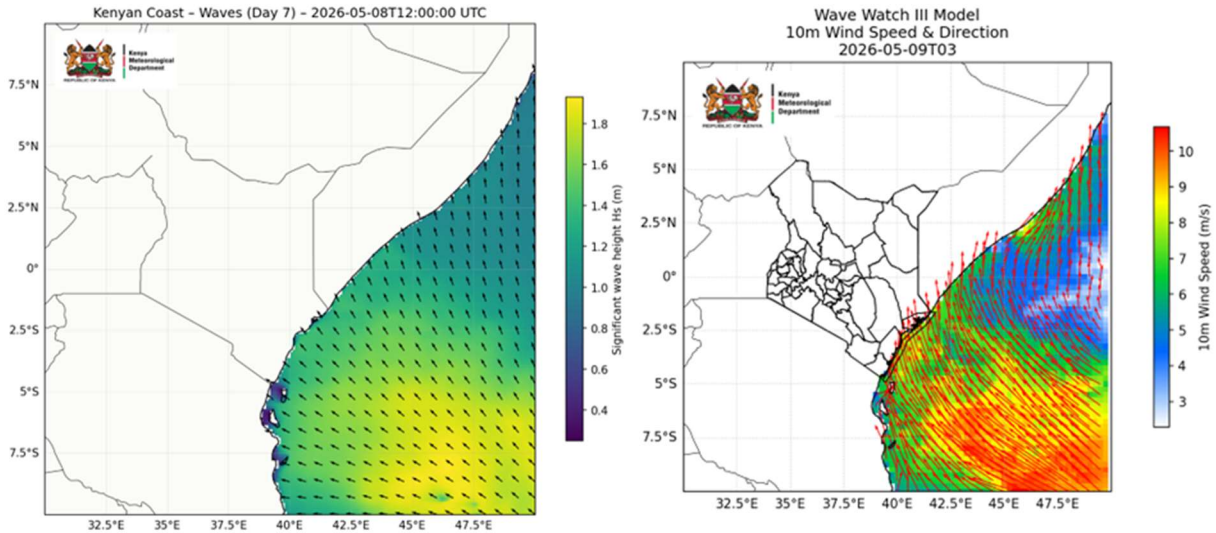 Kenyan Coast – Waves (Day 7) – 2026-05-08T12:00:00 UTC
Kenya
Meteorological
Department
REPUBLIC OF KENYA
7.5°N
5°N
2.5°N
0°
2.5°S
5°S
7.5°S
32.5°E 35°E 37.5°E 40°E 42.5°E 45°E 47.5°E
1.8
1.6
1.4
1.2
1.0
0.8
0.6
0.4
Significant wave height Hs (m)
Wave Watch III Model
10m Wind Speed & Direction
2026-05-09T03
Kenya
Meteorological
Department
REPUBLIC OF KENYA
7.5°N
5°N
2.5°N
0°
2.5°S
5°S
7.5°S
32.5°E 35°E 37.5°E 40°E 42.5°E 45°E 47.5°E
10
9
8
7
6
5
4
3
10m Wind Speed (m/s)